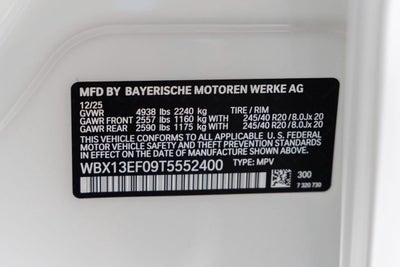 MFD BY BAYERISCHE MOTOREN WERKE AG
12/25
GVWR 4938 lbs 2240 kg TIRE / RIM
GAWR FRONT 2557 lbs 1160 kg 245/40 R20 / 8.0Jx 20
GAWR REAR 2590 lbs 1175 kg 245/40 R20 / 8.0Jx 20
THIS VEHICLE CONFORMS TO ALL APPLICABLE U.S. FEDERAL
MOTOR VEHICLE SAFETY AND THEFT PREVENTION STANDARDS
IN EFFECT ON THE DATE OF MANUFACTURE SHOWN ABOVE.
WBX13EF09T5552400 TYPE: MPV
300
7 320 730